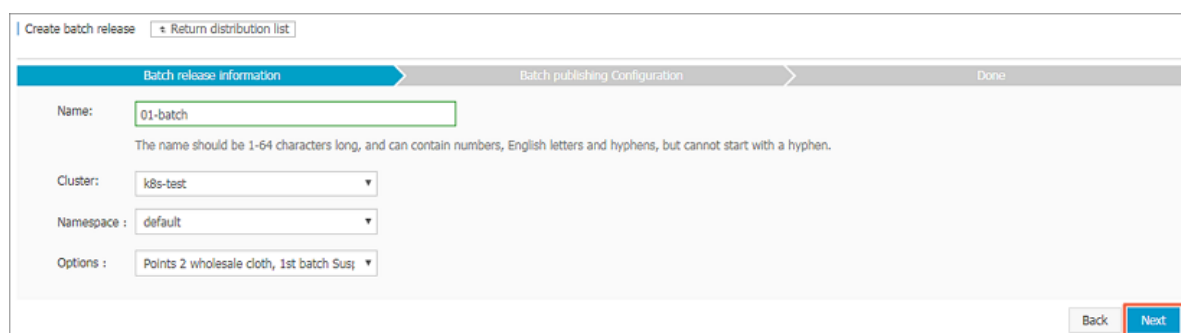 Create batch release Return distribution list
Batch release information Batch publishing Configuration Done
Name: 01-batch
The name should be 1-64 characters long, and can contain numbers, English letters and hyphens, but cannot start with a hyphen.
Cluster: k8s-test
Namespace : default
Options : Points 2 wholesale cloth, 1st batch Sus
Back Next